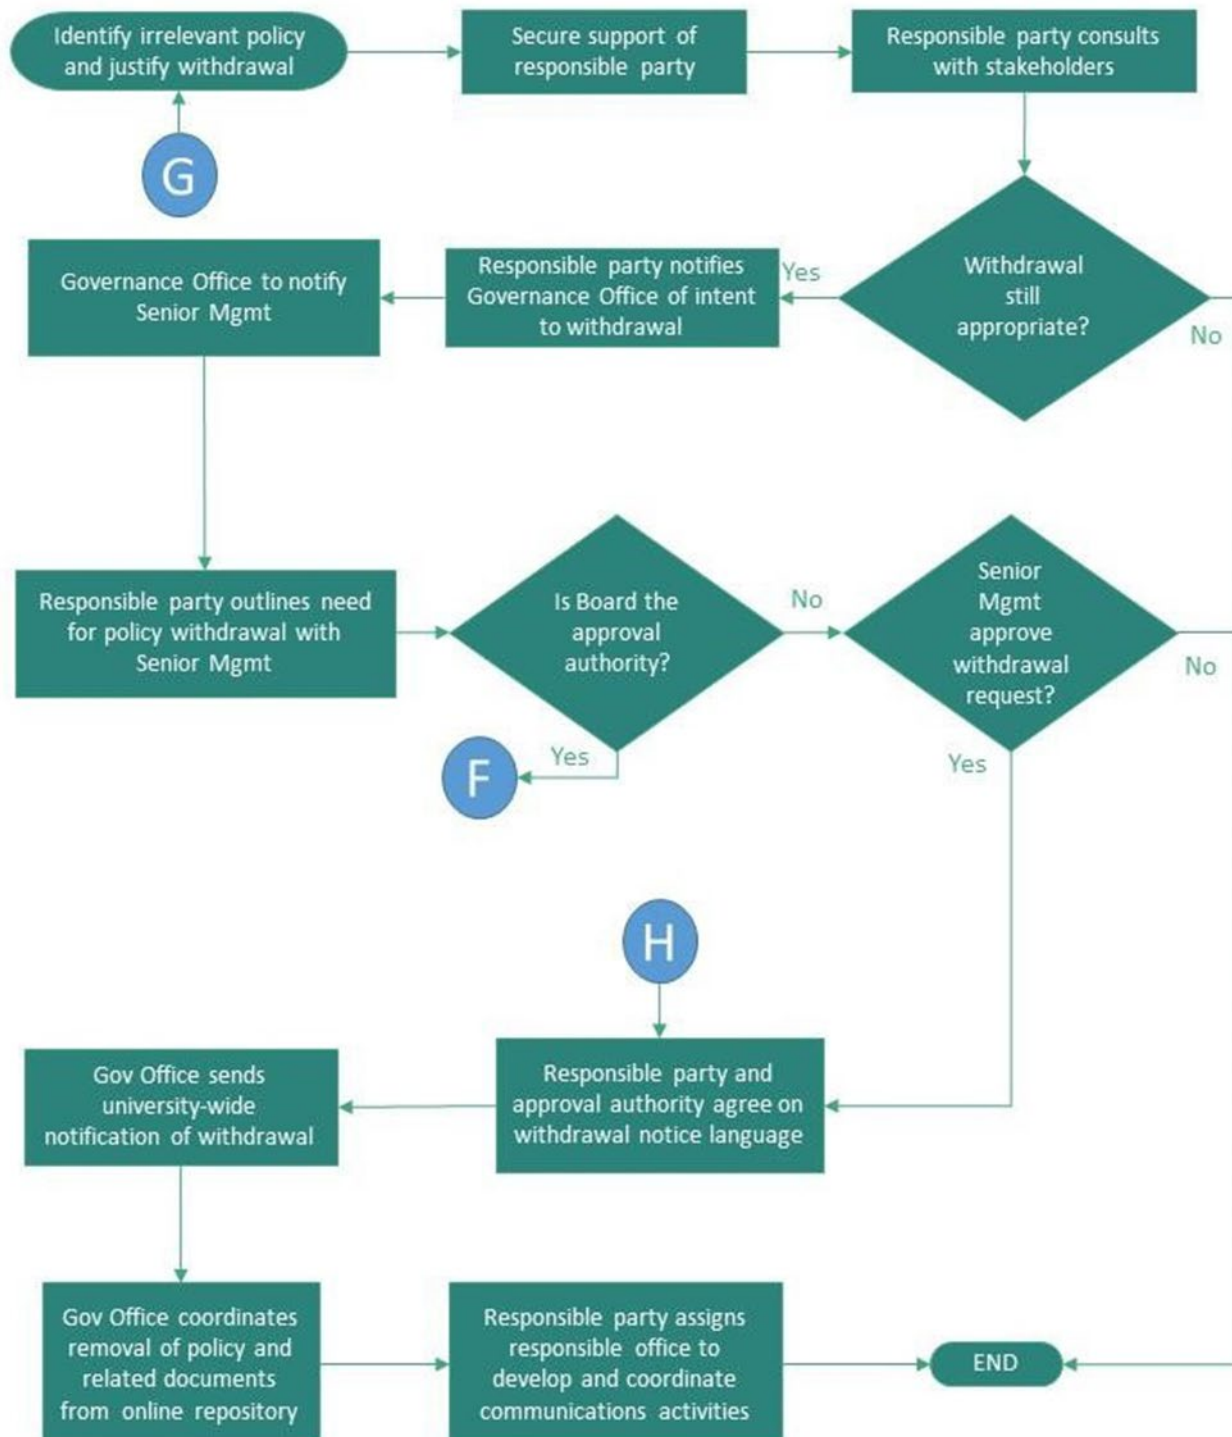 Identify irrelevant policy
and justify withdrawal
Secure support of
responsible party
Responsible party consults
with stakeholders
G
Withdrawal
still
appropriate?
Yes
No
Responsible party notifies
Governance Office of intent
to withdrawal
Governance Office to notify
Senior Mgmt
Responsible party outlines need
for policy withdrawal with
Senior Mgmt
Is Board the
approval
authority?
No
Yes
F
Senior
Mgmt
approve
withdrawal
request?
No
Yes
H
Responsible party and
approval authority agree on
withdrawal notice language
Gov Office sends
university-wide
notification of withdrawal
Gov Office coordinates
removal of policy and
related documents
from online repository
Responsible party assigns
responsible office to
develop and coordinate
communications activities
END